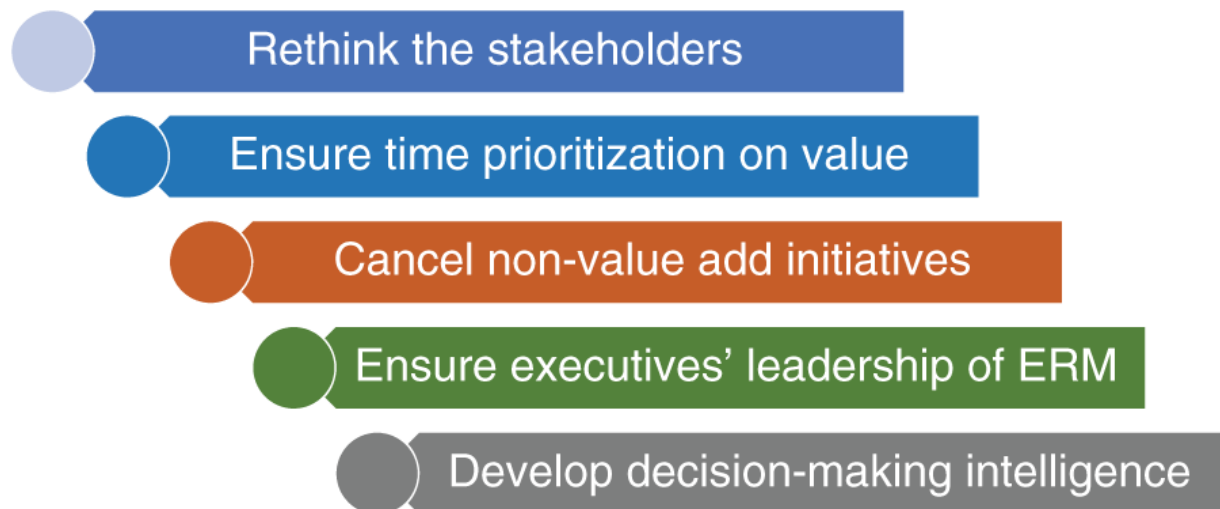 Rethink the stakeholders
Ensure time prioritization on value
Cancel non-value add initiatives
Ensure executives’ leadership of ERM
Develop decision-making intelligence